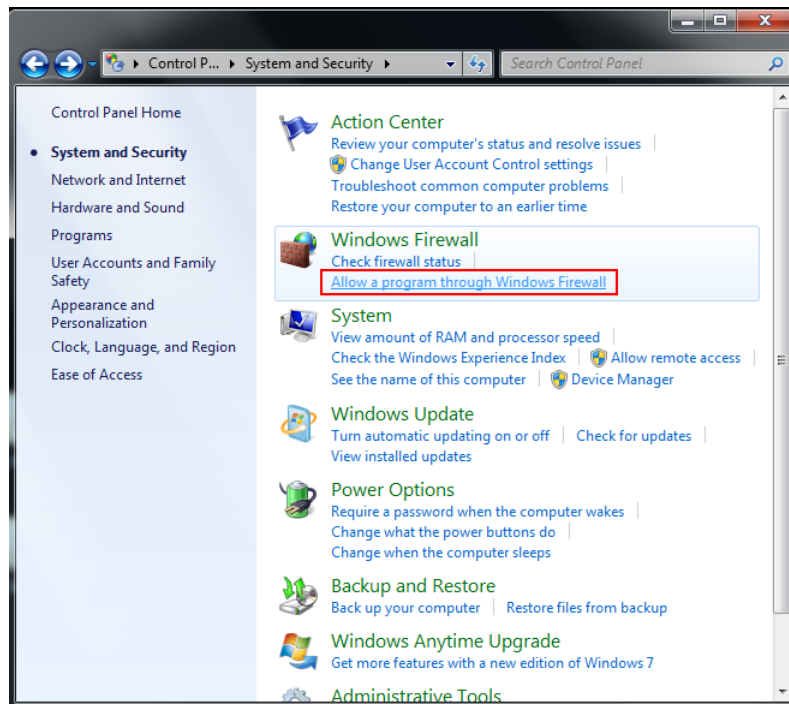 Control P... System and Security Search Control Panel
Control Panel Home
System and Security
Network and Internet
Hardware and Sound
Programs
User Accounts and Family
Safety
Appearance and
Personalization
Clock, Language, and Region
Ease of Access
Action Center
Review your computer's status and resolve issues
Change User Account Control settings
Troubleshoot common computer problems
Restore your computer to an earlier time
Windows Firewall
Check firewall status
Allow a program through Windows Firewall
System
View amount of RAM and processor speed
Check the Windows Experience Index Allow remote access
See the name of this computer Device Manager
Windows Update
Turn automatic updating on or off Check for updates
View installed updates
Power Options
Require a password when the computer wakes
Change what the power buttons do
Change when the computer sleeps
Backup and Restore
Back up your computer Restore files from backup
Windows Anytime Upgrade
Get more features with a new edition of Windows 7
Administrative Tools